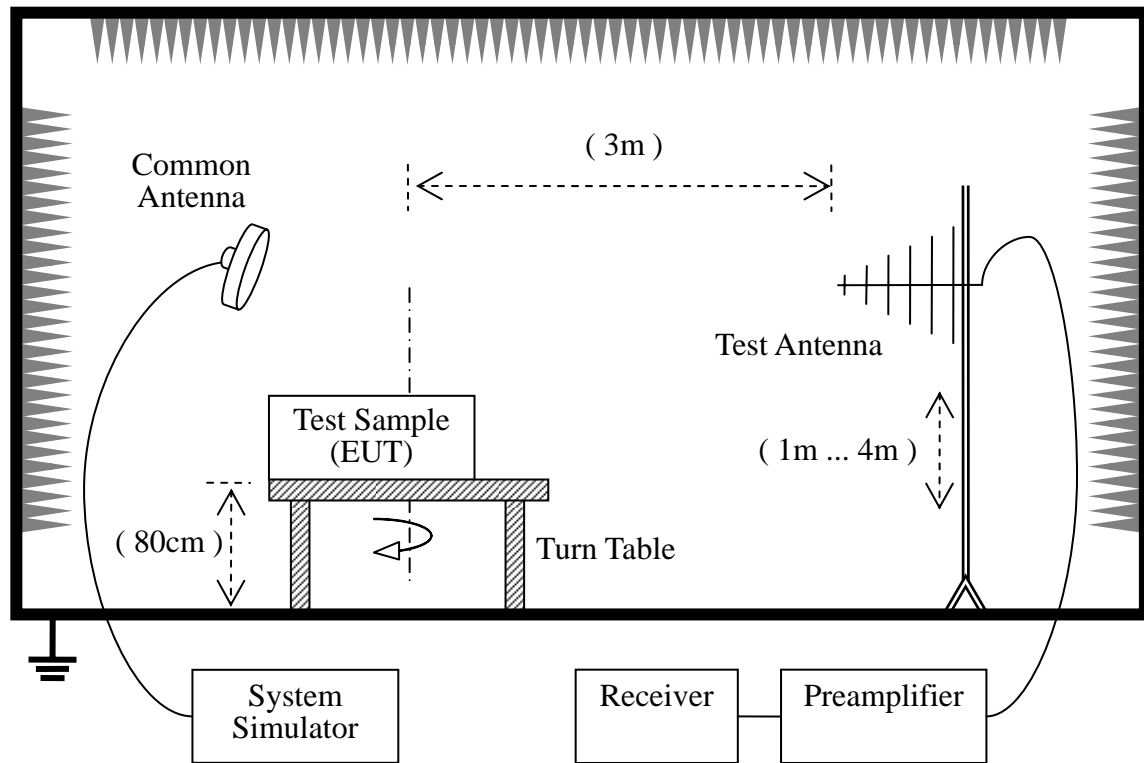 ( 3m )
Common
Antenna
Test Antenna
Test Sample
(EUT)
( 1m ... 4m )
( 80cm )
Turn Table
System
Simulator
Receiver
Preamplifier